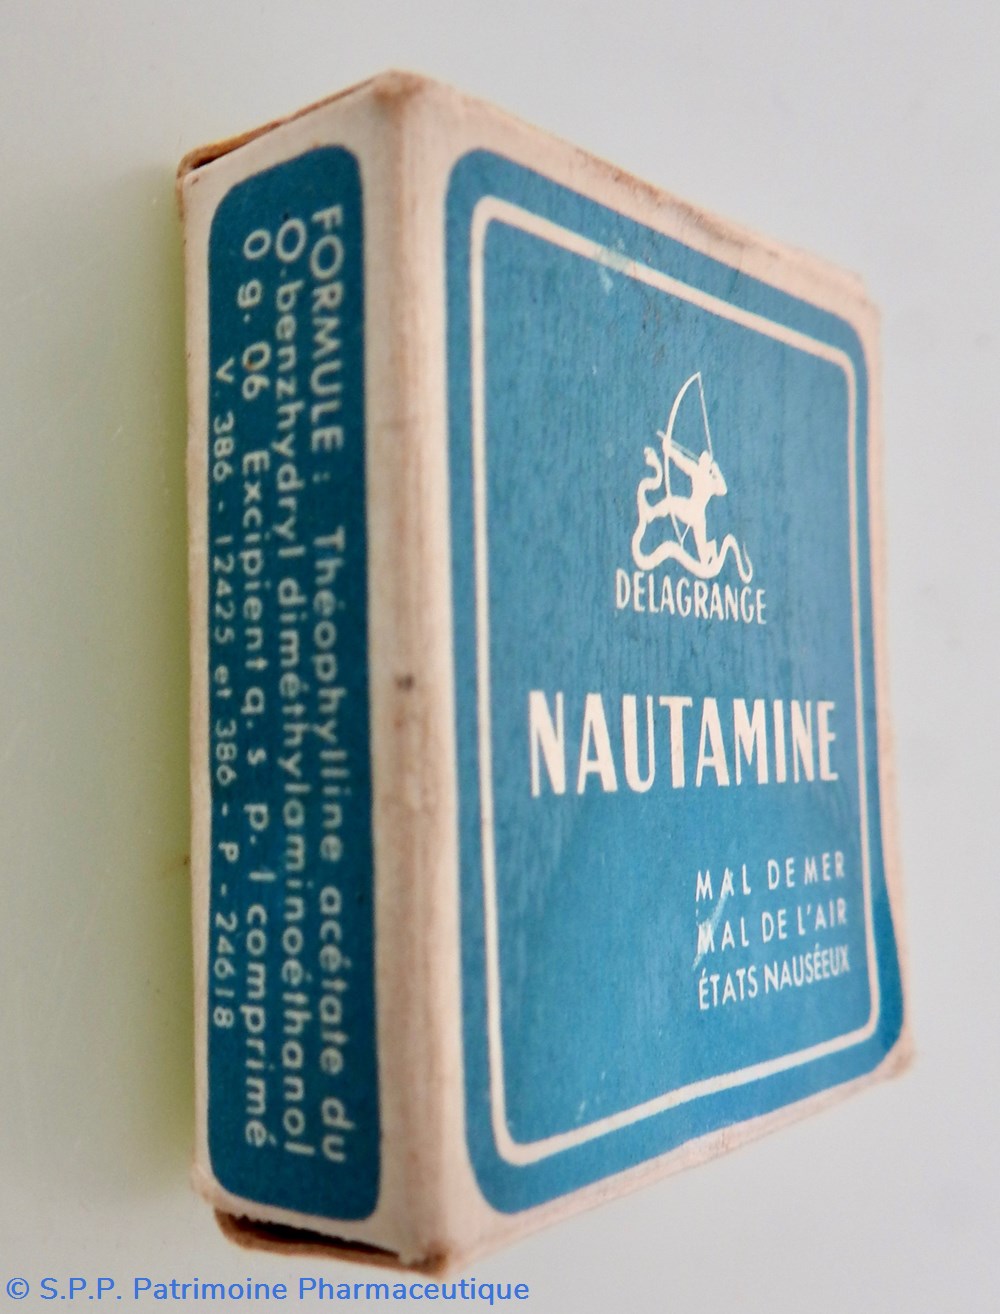 FORMULE : Théophylline acétate du
O.benzhydryl diméthylaminoéthanol
0 g. 06 Excipient q. s p. 1 comprimé
V. 386 - 12425 et 386 - P - 24618
DELAGRANGE
NAUTAMINE
MAL DE MER
MAL DE L'AIR
ÉTATS NAUSÉEUX
© S.P.P. Patrimoine Pharmaceutique